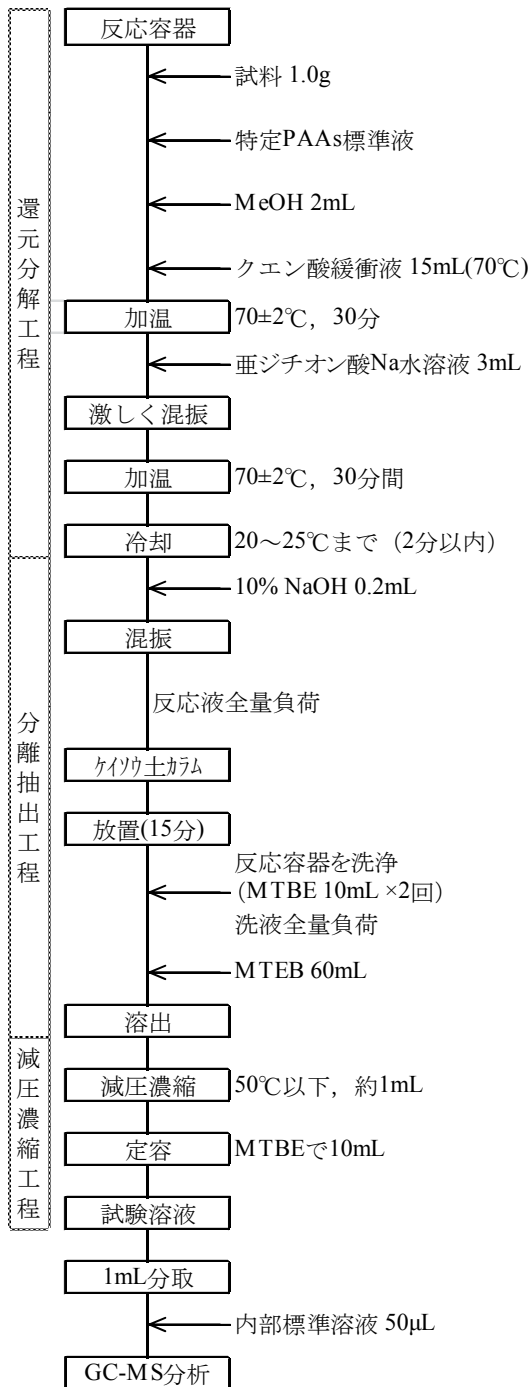 反応容器
試料 1.0g
特定PAAs標準液
MeOH 2mL
クエン酸緩衝液 15mL(70℃)
加温
70±2℃，30分
亜ジチオン酸Na水溶液 3mL
激しく混振
加温
70±2℃，30分間
冷却
20～25℃まで（2分以内）
還元分解工程
10% NaOH 0.2mL
混振
反応液全量負荷
ｹｲｿｳ土ｶﾗﾑ
放置(15分)
反応容器を洗浄
(MTBE 10mL ×2回)
洗液全量負荷
MTEB 60mL
溶出
分離抽出工程
減圧濃縮
50℃以下，約1mL
定容
MTBEで10mL
試験溶液
減圧濃縮工程
1mL分取
内部標準溶液 50μL
GC-MS分析